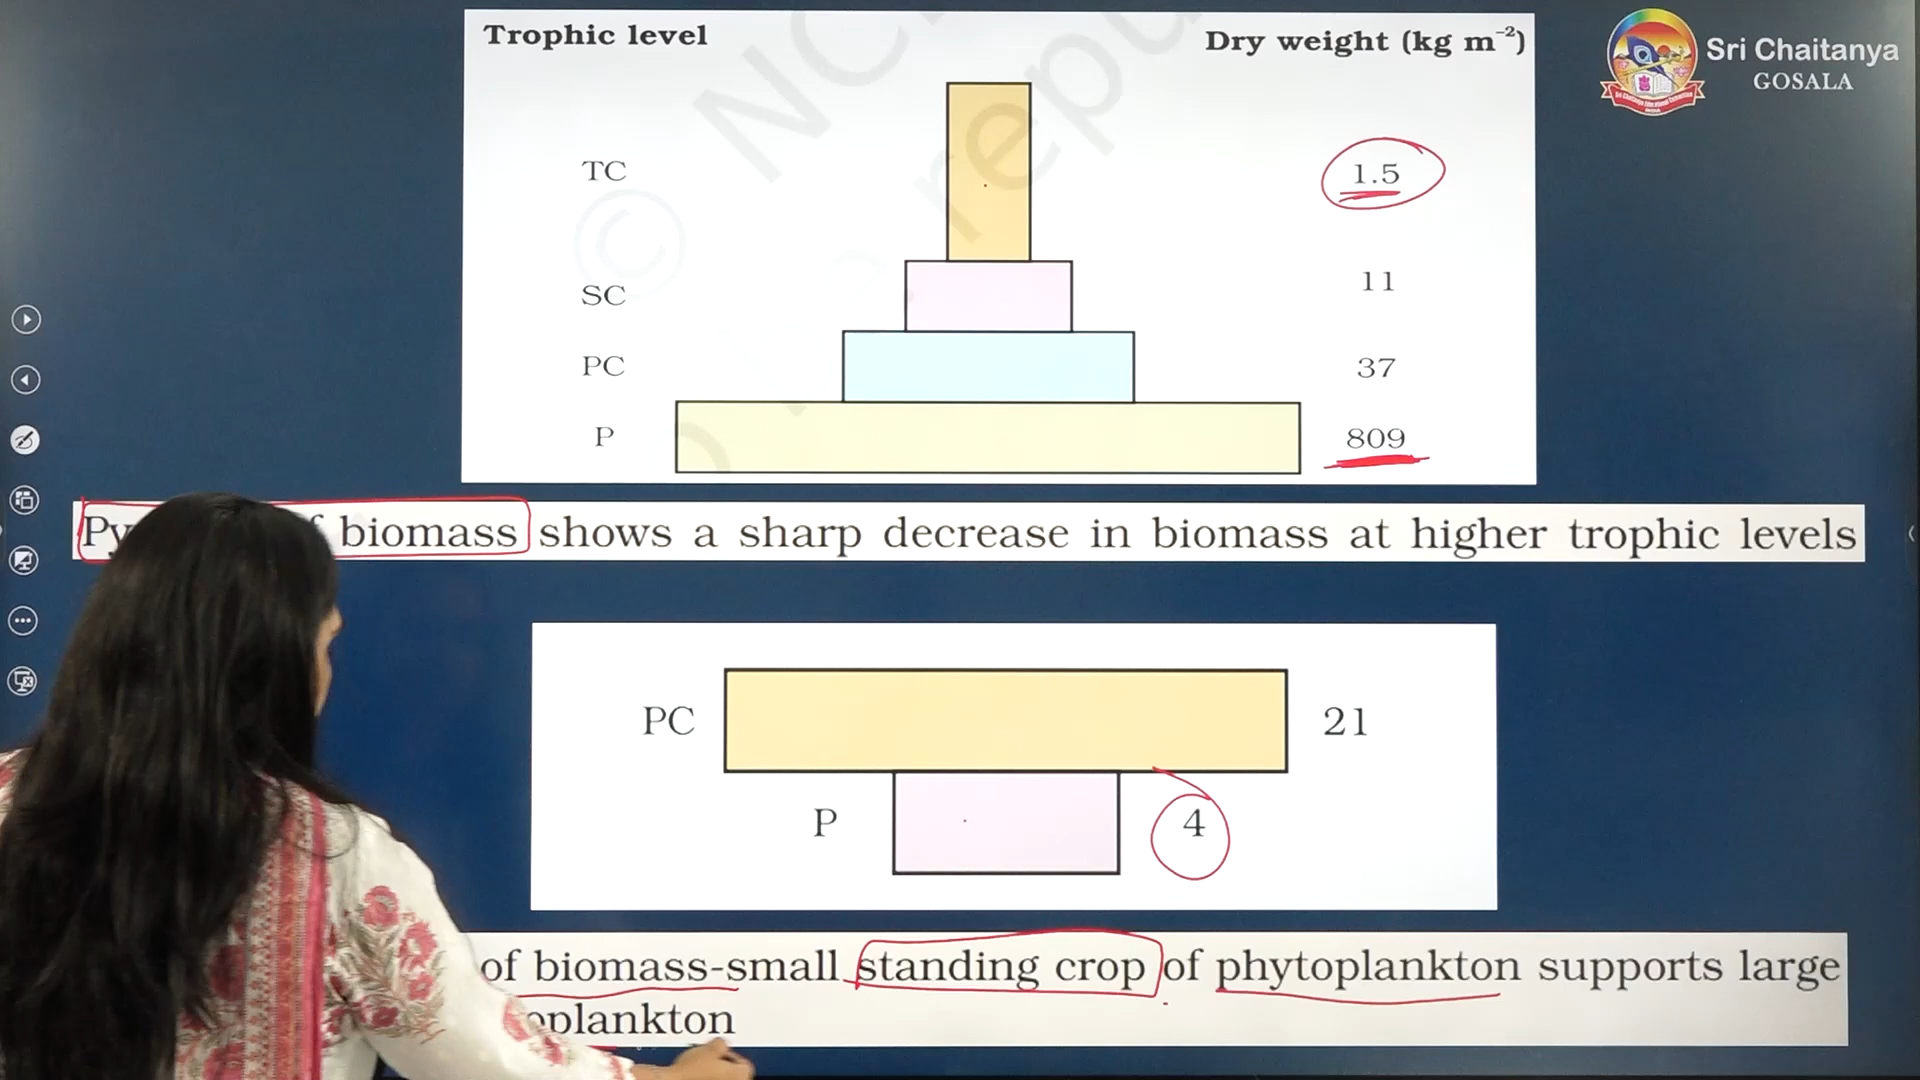 Trophic level Dry weight (kg m⁻²)
Sri Chaitanya
GOSALA
TC 1.5
SC 11
PC 37
P 809
biomass shows a sharp decrease in biomass at higher trophic levels
PC 21
P 4
of biomass-small standing crop of phytoplankton supports large